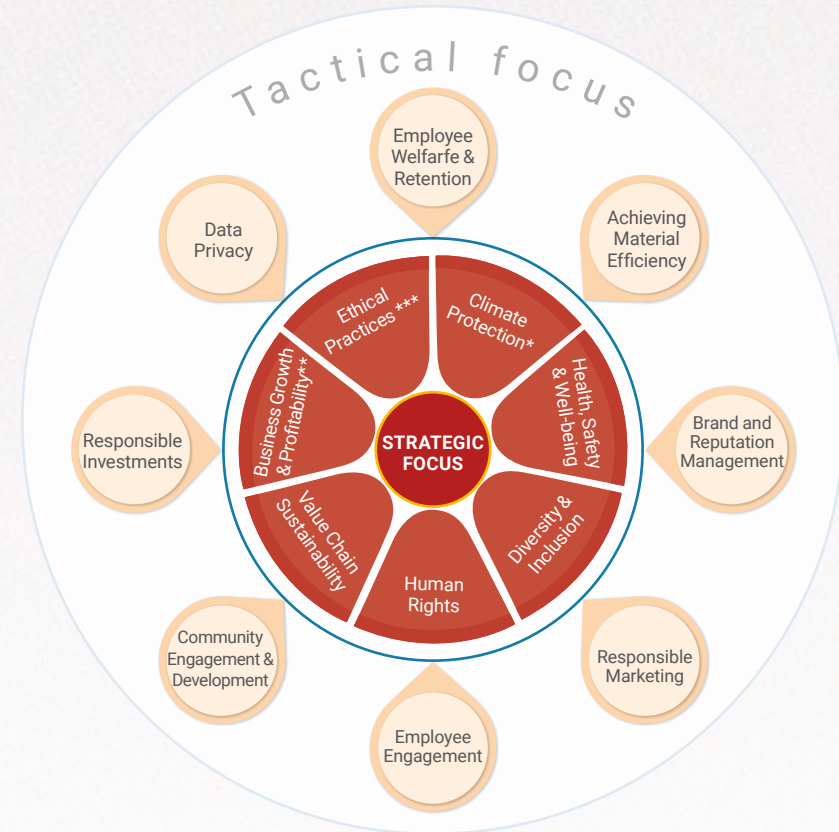 Tactical focus
Employee
Welfarfe &
Retention
Achieving
Material
Efficiency
Brand and
Reputation
Management
Responsible
Marketing
Employee
Engagement
Community
Engagement &
Development
Responsible
Investments
Data
Privacy
Climate
Protection*
Health, Safety
& Well-being
Diversity &
Inclusion
Human
Rights
Value Chain
Sustainability
Business Growth
& Profitability**
Ethical
Practices ***
STRATEGIC
FOCUS